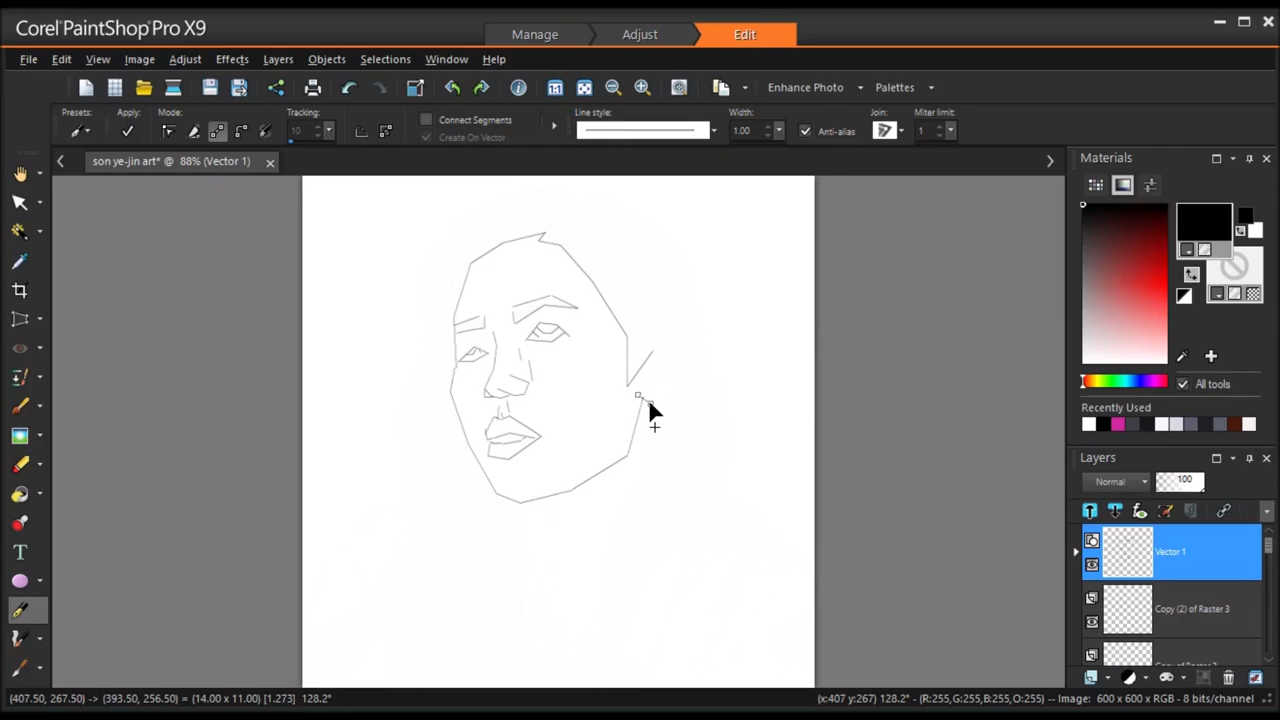 Corel PaintShop Pro X9
Manage Adjust Edit
File Edit View Image Adjust Effects Layers Objects Selections Window Help
Enhance Photo Palettes
Presets: Apply: Mode: Tracking: Connect Segments Line style: Width: Join: Miter limit:
10 Create On Vector 1.00 Anti-alias 1
son ye-jin art* @ 88% (Vector 1)
Materials
All tools
Recently Used
Layers
Normal 100
Vector 1
Copy (2) of Raster 3
(407.50, 267.50) -> (393.50, 256.50) = (14.00 x 11.00) [1.273] 128.2° (x:407 y:267) 128.2° - (R:255,G:255,B:255,O:255) -- Image: 600 x 600 x RGB - 8 bits/channel